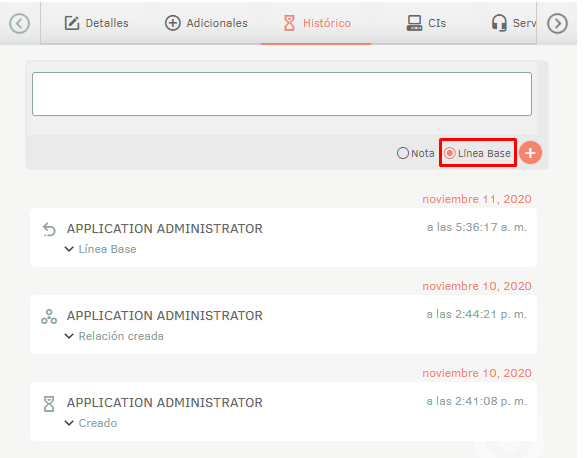 Detalles Adicionales Histórico CIs Serv
Nota Línea Base
noviembre 11, 2020
APPLICATION ADMINISTRATOR a las 5:36:17 a. m.
Línea Base
noviembre 10, 2020
APPLICATION ADMINISTRATOR a las 2:44:21 p. m.
Relación creada
noviembre 10, 2020
APPLICATION ADMINISTRATOR a las 2:41:08 p. m.
Creado